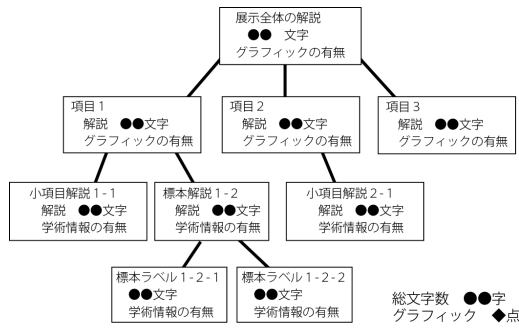 展示全体の解説
●● 文字
グラフィックの有無
項目1
解説 ●●文字
グラフィックの有無
項目2
解説 ●●文字
グラフィックの有無
項目3
解説 ●●文字
グラフィックの有無
小項目解説1-1
解説 ●●文字
学術情報の有無
標本解説1-2
解説 ●●文字
学術情報の有無
小項目解説2-1
解説 ●●文字
学術情報の有無
標本ラベル1-2-1
●●文字
学術情報の有無
標本ラベル1-2-2
●●文字
学術情報の有無
総文字数 ●●字
グラフィック ◆点